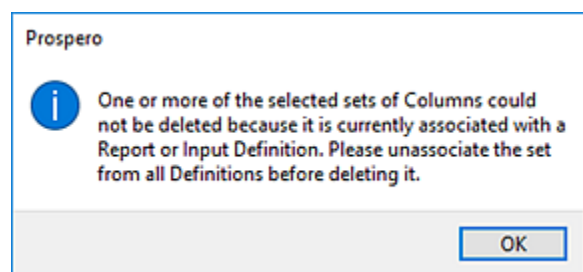 Prospero
One or more of the selected sets of Columns could
not be deleted because it is currently associated with a
Report or Input Definition. Please unassociate the set
from all Definitions before deleting it.
OK